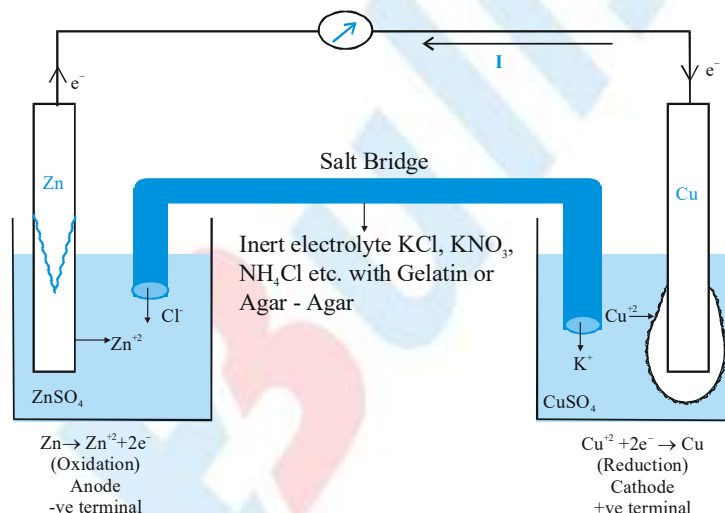 I
e⁻
e⁻
Zn
Salt Bridge
Cu
Inert electrolyte KCl, KNO₃,
NH₄Cl etc. with Gelatin or
Agar - Agar
Cl⁻
Cu⁺²
Zn⁺²
K⁺
ZnSO₄
CuSO₄
Zn→ Zn⁺²+2e⁻
(Oxidation)
Anode
-ve terminal
Cu⁺² +2e⁻ → Cu
(Reduction)
Cathode
+ve terminal